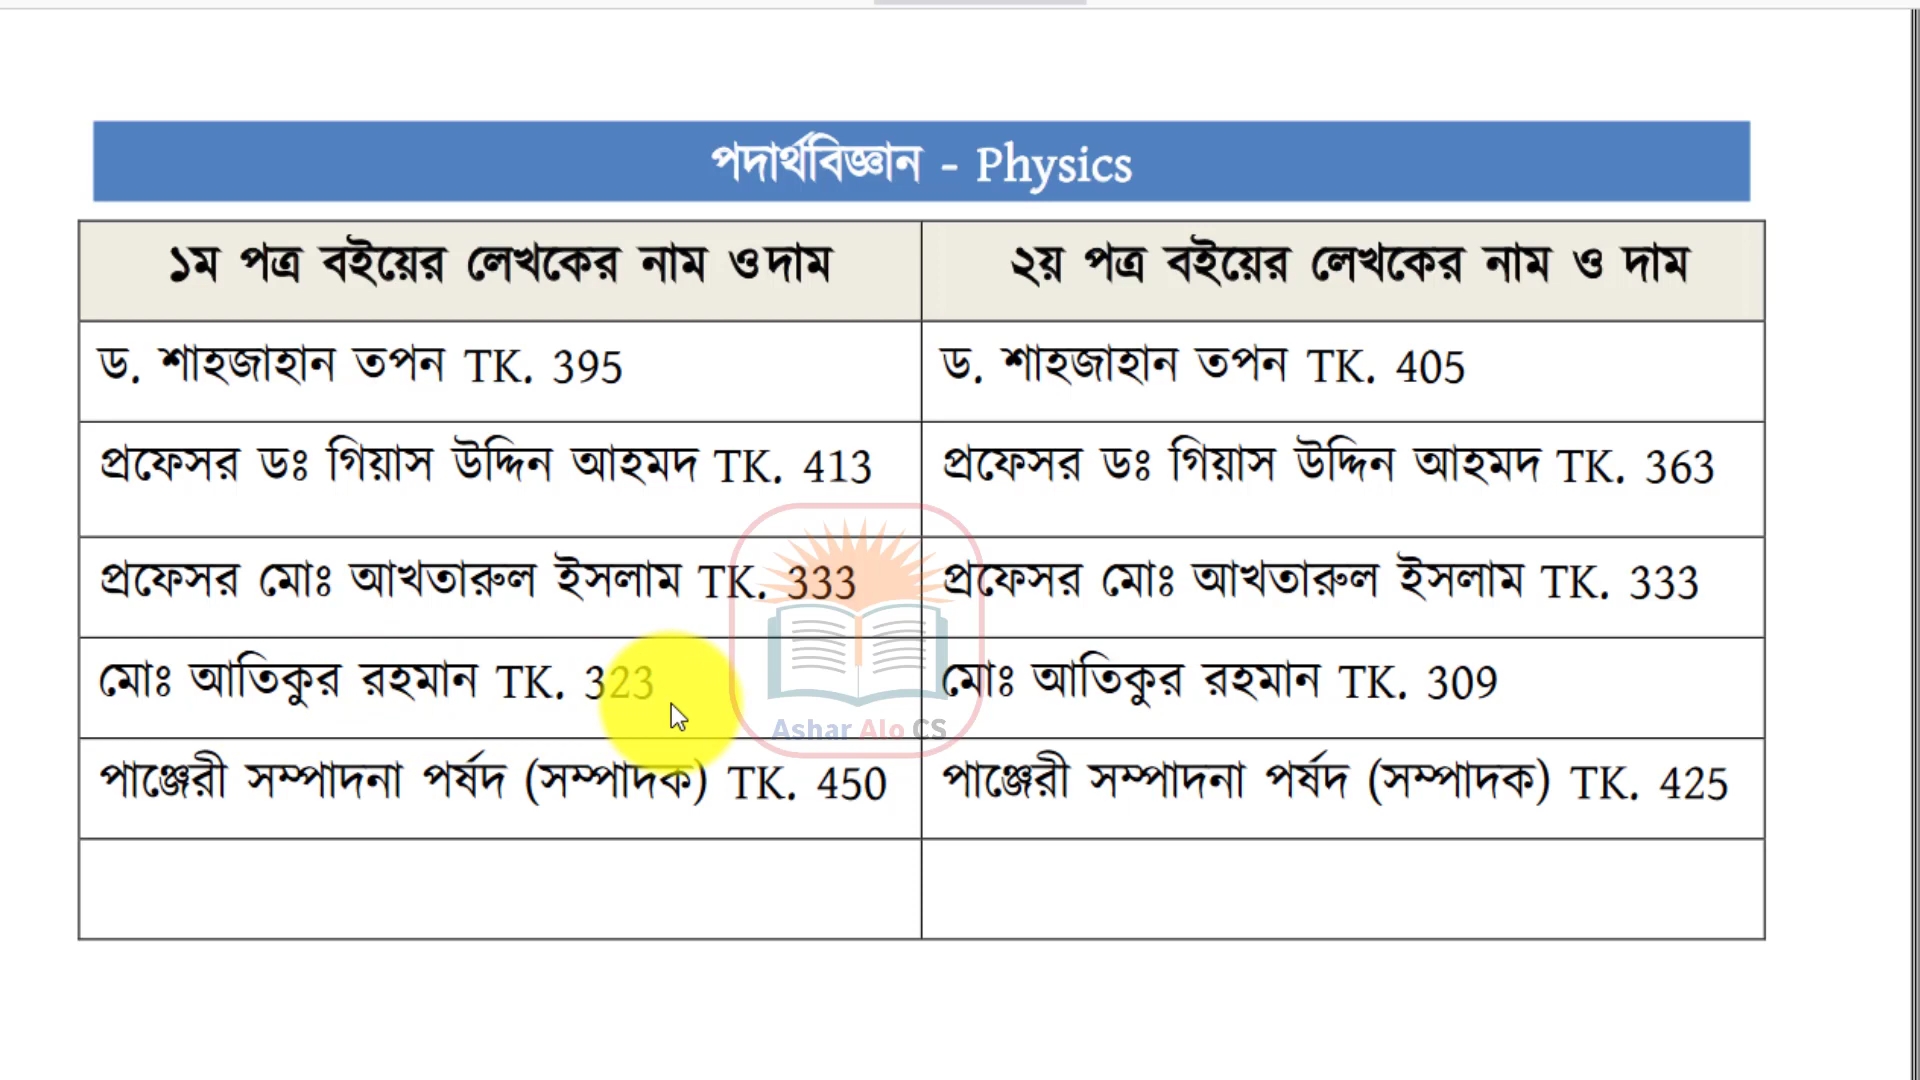 পদার্থবিজ্ঞান - Physics
১ম পত্র বইয়ের লেখকের নাম ও দাম
২য় পত্র বইয়ের লেখকের নাম ও দাম
ড. শাহজাহান তপন TK. 395
ড. শাহজাহান তপন TK. 405
প্রফেসর ডঃ গিয়াস উদ্দিন আহমদ TK. 413
প্রফেসর ডঃ গিয়াস উদ্দিন আহমদ TK. 363
প্রফেসর মোঃ আখতারুল ইসলাম TK. 333
প্রফেসর মোঃ আখতারুল ইসলাম TK. 333
মোঃ আতিকুর রহমান TK. 323
মোঃ আতিকুর রহমান TK. 309
Ashar Alo CS
পাঞ্জেরী সম্পাদনা পর্ষদ (সম্পাদক) TK. 450
পাঞ্জেরী সম্পাদনা পর্ষদ (সম্পাদক) TK. 425